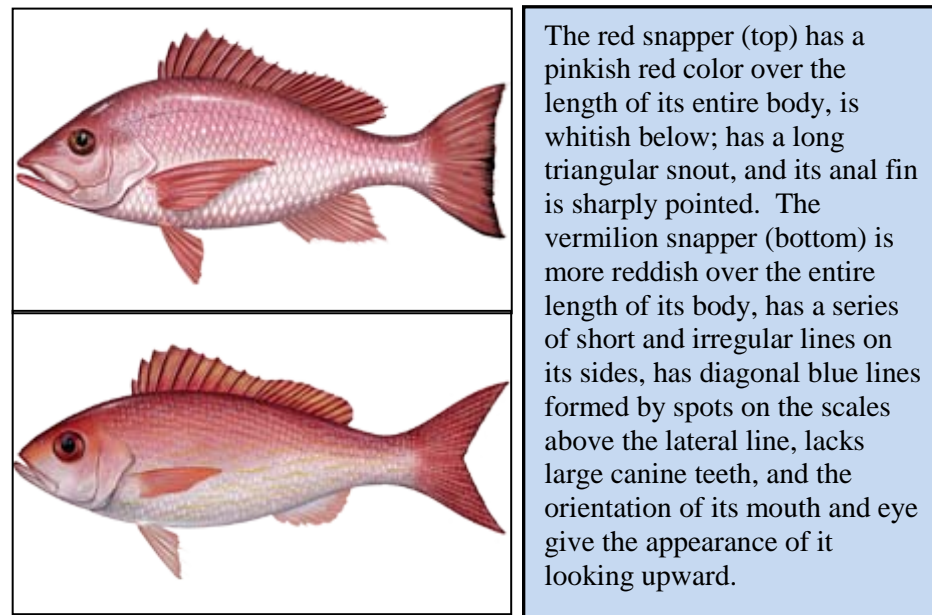 The red snapper (top) has a
pinkish red color over the
length of its entire body, is
whitish below; has a long
triangular snout, and its anal fin
is sharply pointed.  The
vermilion snapper (bottom) is
more reddish over the entire
length of its body, has a series
of short and irregular lines on
its sides, has diagonal blue lines
formed by spots on the scales
above the lateral line, lacks
large canine teeth, and the
orientation of its mouth and eye
give the appearance of it
looking upward.